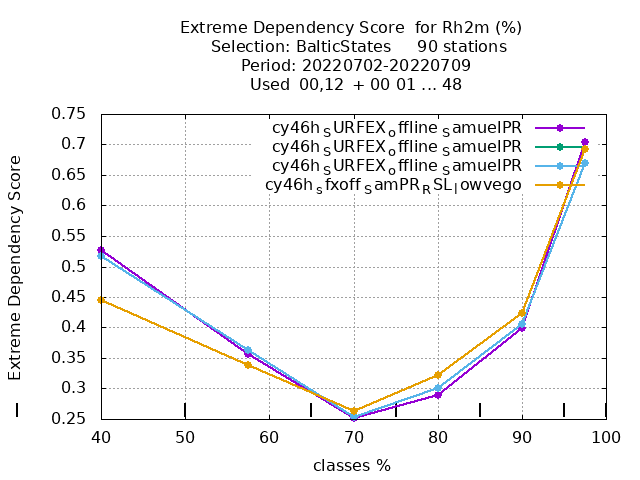 Extreme Dependency Score  for Rh2m (%)
Selection: BalticStates     90 stations
Period: 20220702-20220709
Used  00,12  + 00 01 ... 48
Extreme Dependency Score
0.75
0.7
0.65
0.6
0.55
0.5
0.45
0.4
0.35
0.3
0.25
cy46h_SURFEX_offline_SamuelPR
cy46h_SURFEX_offline_SamuelPR
cy46h_SURFEX_offline_SamuelPR
cy46h_sfxoff_SamPR_RSL_lowvego
40 50 60 70 80 90 100
classes %